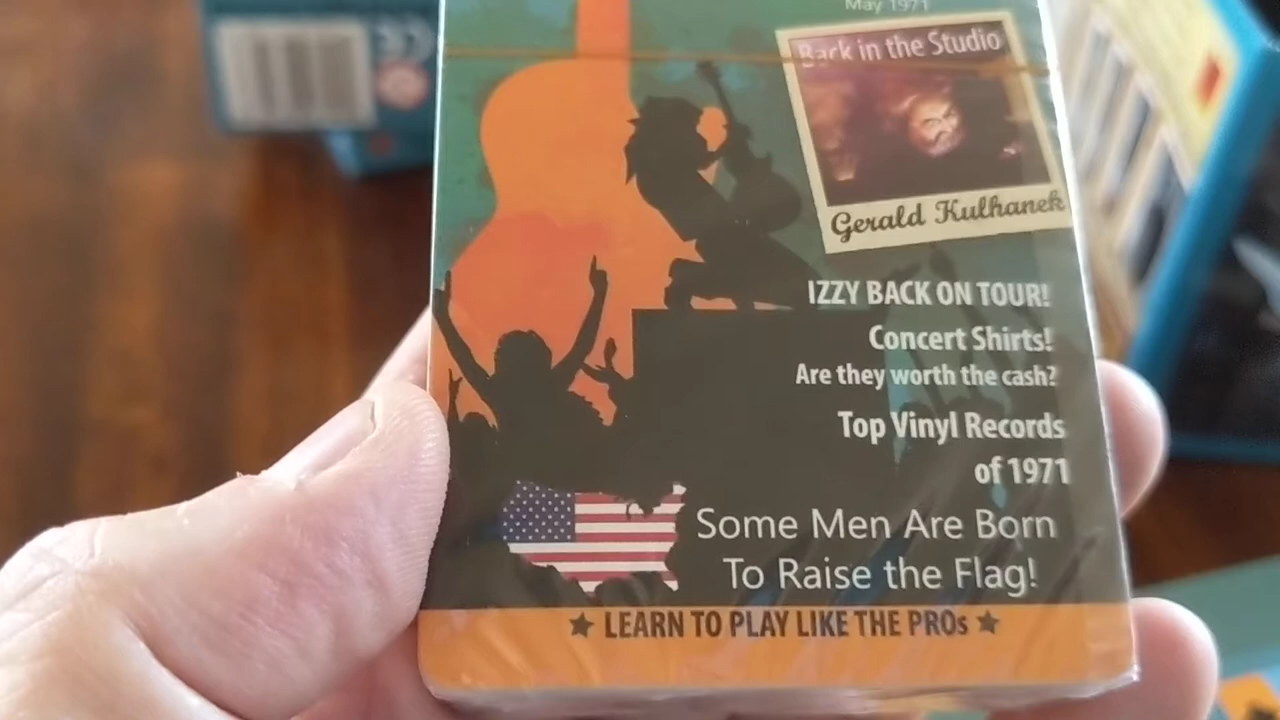 May 1971
Back in the Studio
Gerald Kulhanek
IZZY BACK ON TOUR!
Concert Shirts!
Are they worth the cash?
Top Vinyl Records
of 1971
Some Men Are Born
To Raise the Flag!
★ LEARN TO PLAY LIKE THE PROs ★